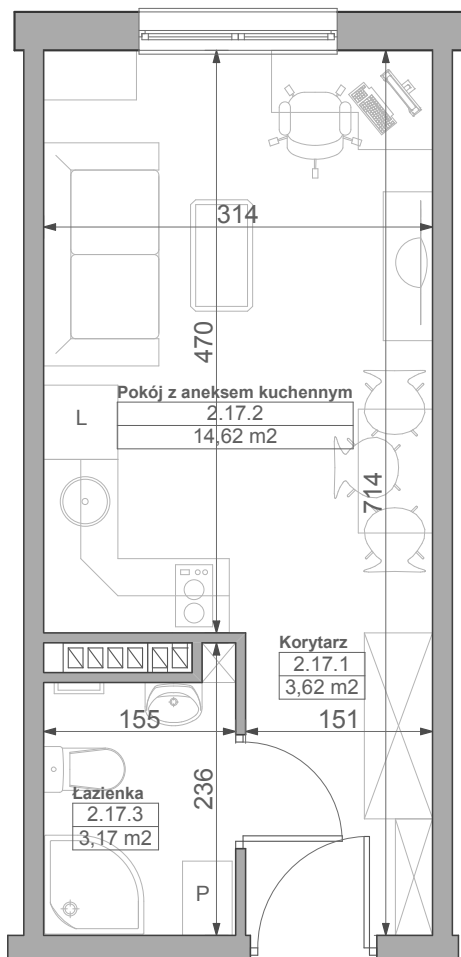 314
470
Pokój z aneksem kuchennym
2.17.2
14,62 m2
L
714
Korytarz
2.17.1
3,62 m2
155
151
236
Łazienka
2.17.3
3,17 m2
P